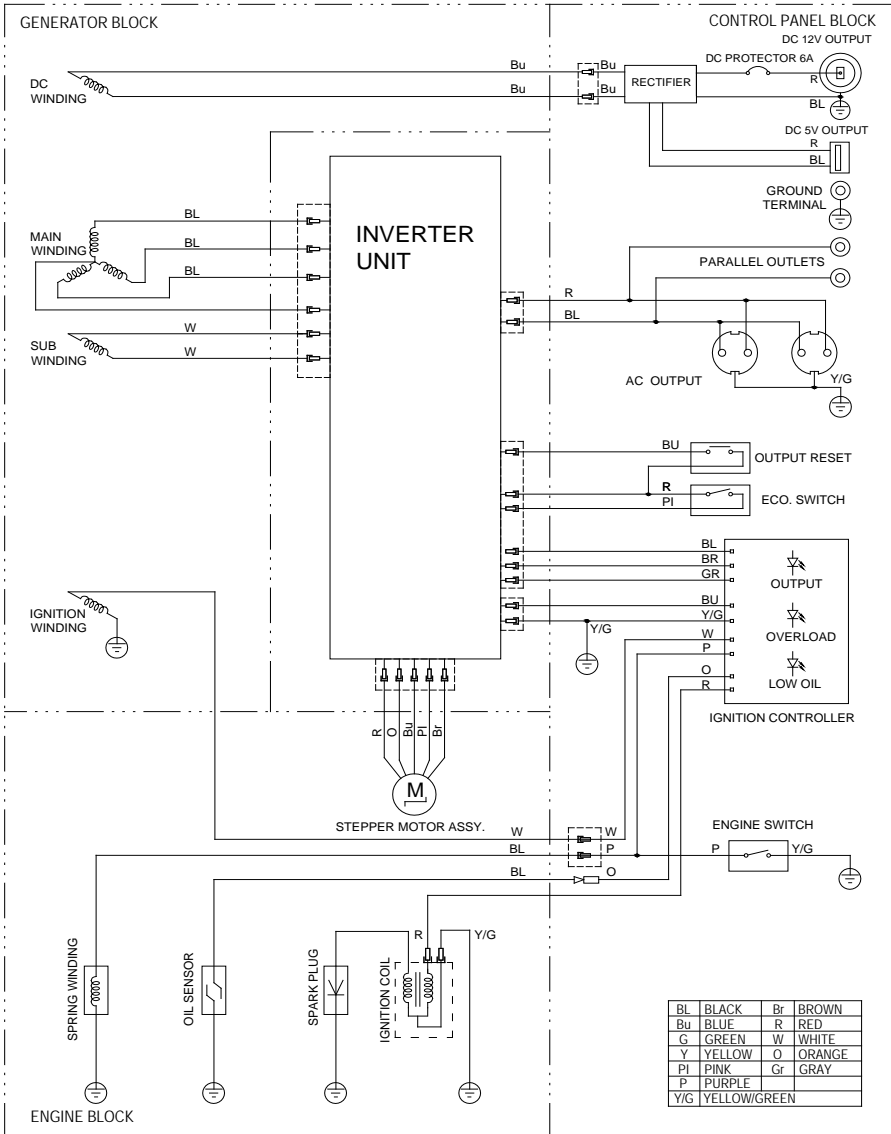 GENERATOR BLOCK
CONTROL PANEL BLOCK
DC 12V OUTPUT
DC PROTECTOR 6A
Bu
Bu
RECTIFIER
R
DC
WINDING
Bu
Bu
BL
DC 5V OUTPUT
R
BL
GROUND
TERMINAL
INVERTER
UNIT
MAIN
WINDING
BL
BL
BL
PARALLEL OUTLETS
R
BL
SUB
WINDING
W
W
AC OUTPUT
Y/G
BU
OUTPUT RESET
R
PI
ECO. SWITCH
BL
BR
GR
OUTPUT
BU
Y/G
OVERLOAD
W
P
O
R
LOW OIL
IGNITION CONTROLLER
IGNITION
WINDING
Y/G
R
O
Bu
PI
Br
M
STEPPER MOTOR ASSY.
W
W
BL
P
BL
O
ENGINE SWITCH
P
Y/G
R
Y/G
SPRING WINDING
OIL SENSOR
SPARK PLUG
IGNITION COIL
ENGINE BLOCK
BL BLACK Br BROWN
Bu BLUE R RED
G GREEN W WHITE
Y YELLOW O ORANGE
PI PINK Gr GRAY
P PURPLE
Y/G YELLOW/GREEN